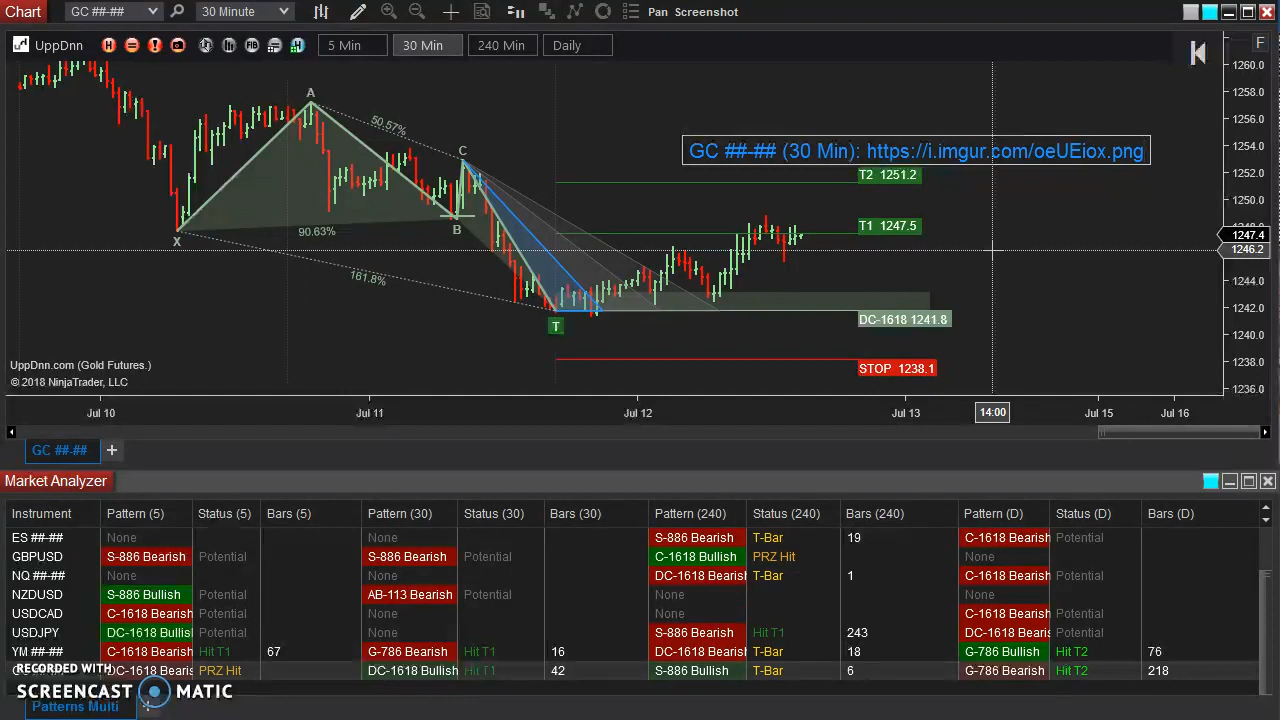 Chart GC ##-## 30 Minute Pan Screenshot
UppDnn H FIB 5 Min 30 Min 240 Min Daily F
1260.0
1258.0
A
1256.0
50.57%
1254.0
C
GC ##-## (30 Min): https://i.imgur.com/oeUEiox.png
T2 1251.2
1252.0
1250.0
T1 1247.5
X
90.63%
B
1247.4
1246.2
161.8%
1244.0
1242.0
T
DC-1618 1241.8
1240.0
UppDnn.com (Gold Futures.)
STOP 1238.1
1238.0
© 2018 NinjaTrader, LLC
1236.0
Jul 10 Jul 11 Jul 12 Jul 13 14:00 Jul 15 Jul 16
GC ##-## +
Market Analyzer
Instrument Pattern (5) Status (5) Bars (5) Pattern (30) Status (30) Bars (30) Pattern (240) Status (240) Bars (240) Pattern (D) Status (D) Bars (D)
ES ##-## None None S-886 Bearish T-Bar 19 C-1618 Bearish Potential
GBPUSD S-886 Bearish Potential S-886 Bearish Potential C-1618 Bullish PRZ Hit None
NQ ##-## None None DC-1618 Bearish T-Bar 1 C-1618 Bearish Potential
NZDUSD S-886 Bullish Potential AB-113 Bearish Potential None None
USDCAD C-1618 Bearish Potential None None C-1618 Bearish Potential
USDJPY DC-1618 Bullish Potential None S-886 Bearish Hit T1 243 DC-1618 Bearish Potential
YM ##-## C-1618 Bearish Hit T1 67 G-786 Bearish Hit T1 16 DC-1618 Bearish T-Bar 18 G-786 Bullish Hit T2 76
DC-1618 Bearish PRZ Hit DC-1618 Bullish Hit T1 42 S-886 Bullish T-Bar 6 G-786 Bearish Hit T2 218
RECORDED WITH
SCREENCAST MATIC
Patterns Multi +